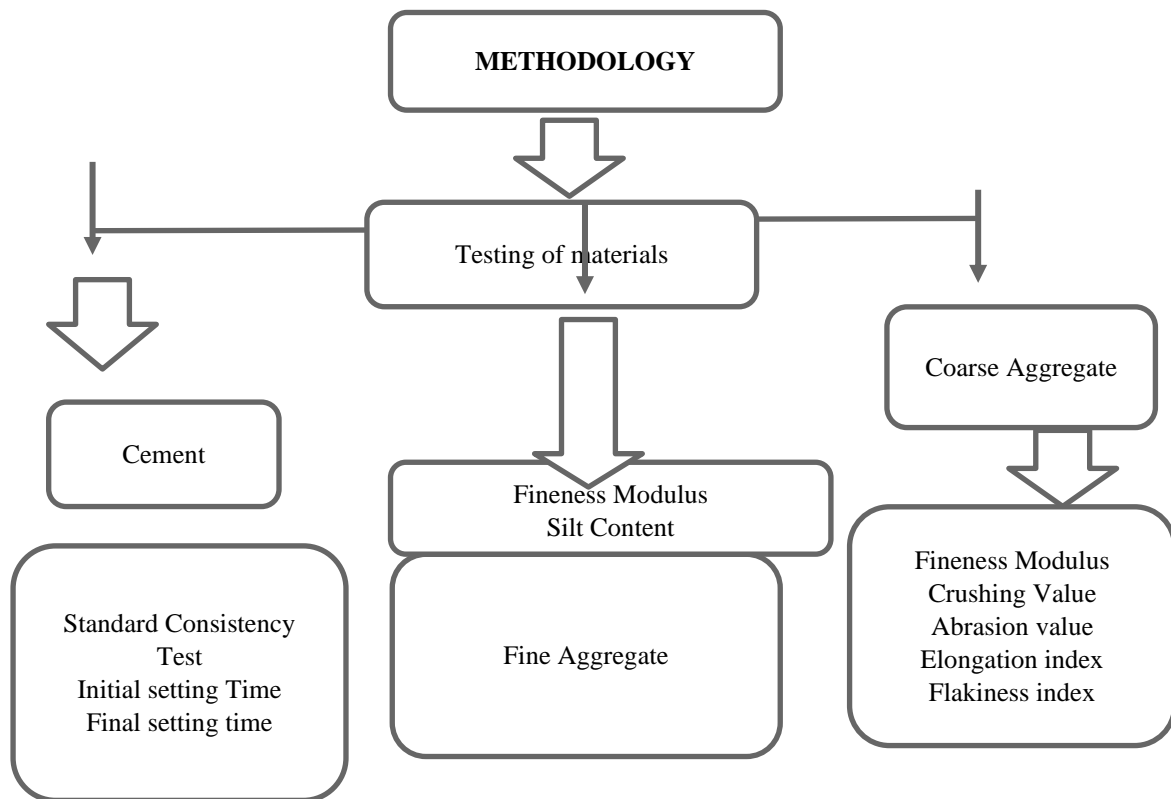 METHODOLOGY
Testing of materials
Cement
Standard Consistency
Test
Initial setting Time
Final setting time
Fineness Modulus
Silt Content
Fine Aggregate
Coarse Aggregate
Fineness Modulus
Crushing Value
Abrasion value
Elongation index
Flakiness index